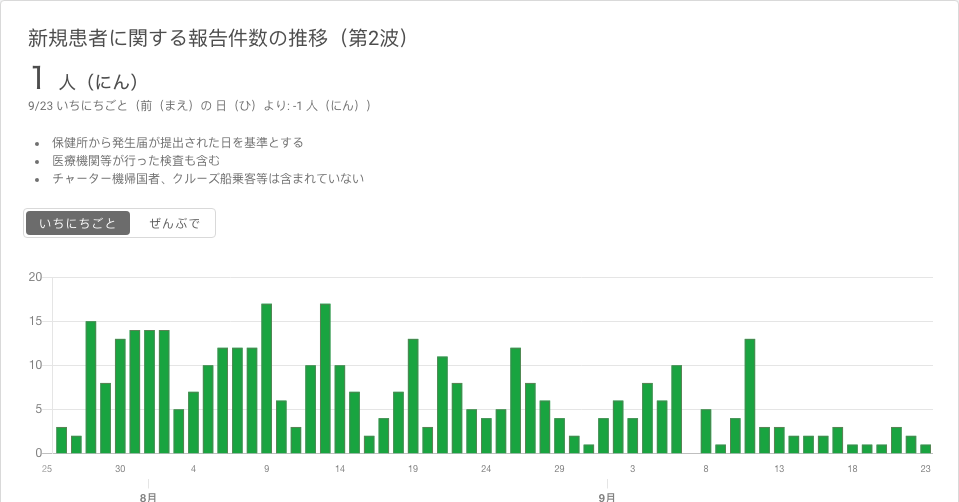 新規患者に関する報告件数の推移（第2波）
1 人（にん）
9/23 いちにちごと（前（まえ）の 日（ひ）より: -1 人（にん））
保健所から発生届が提出された日を基準とする
医療機関等が行った検査も含む
チャーター機帰国者、クルーズ船乗客等は含まれていない
いちにちごと ぜんぶで
20
15
10
5
0
25 30 4 9 14 19 24 29 3 8 13 18 23
8月 9月